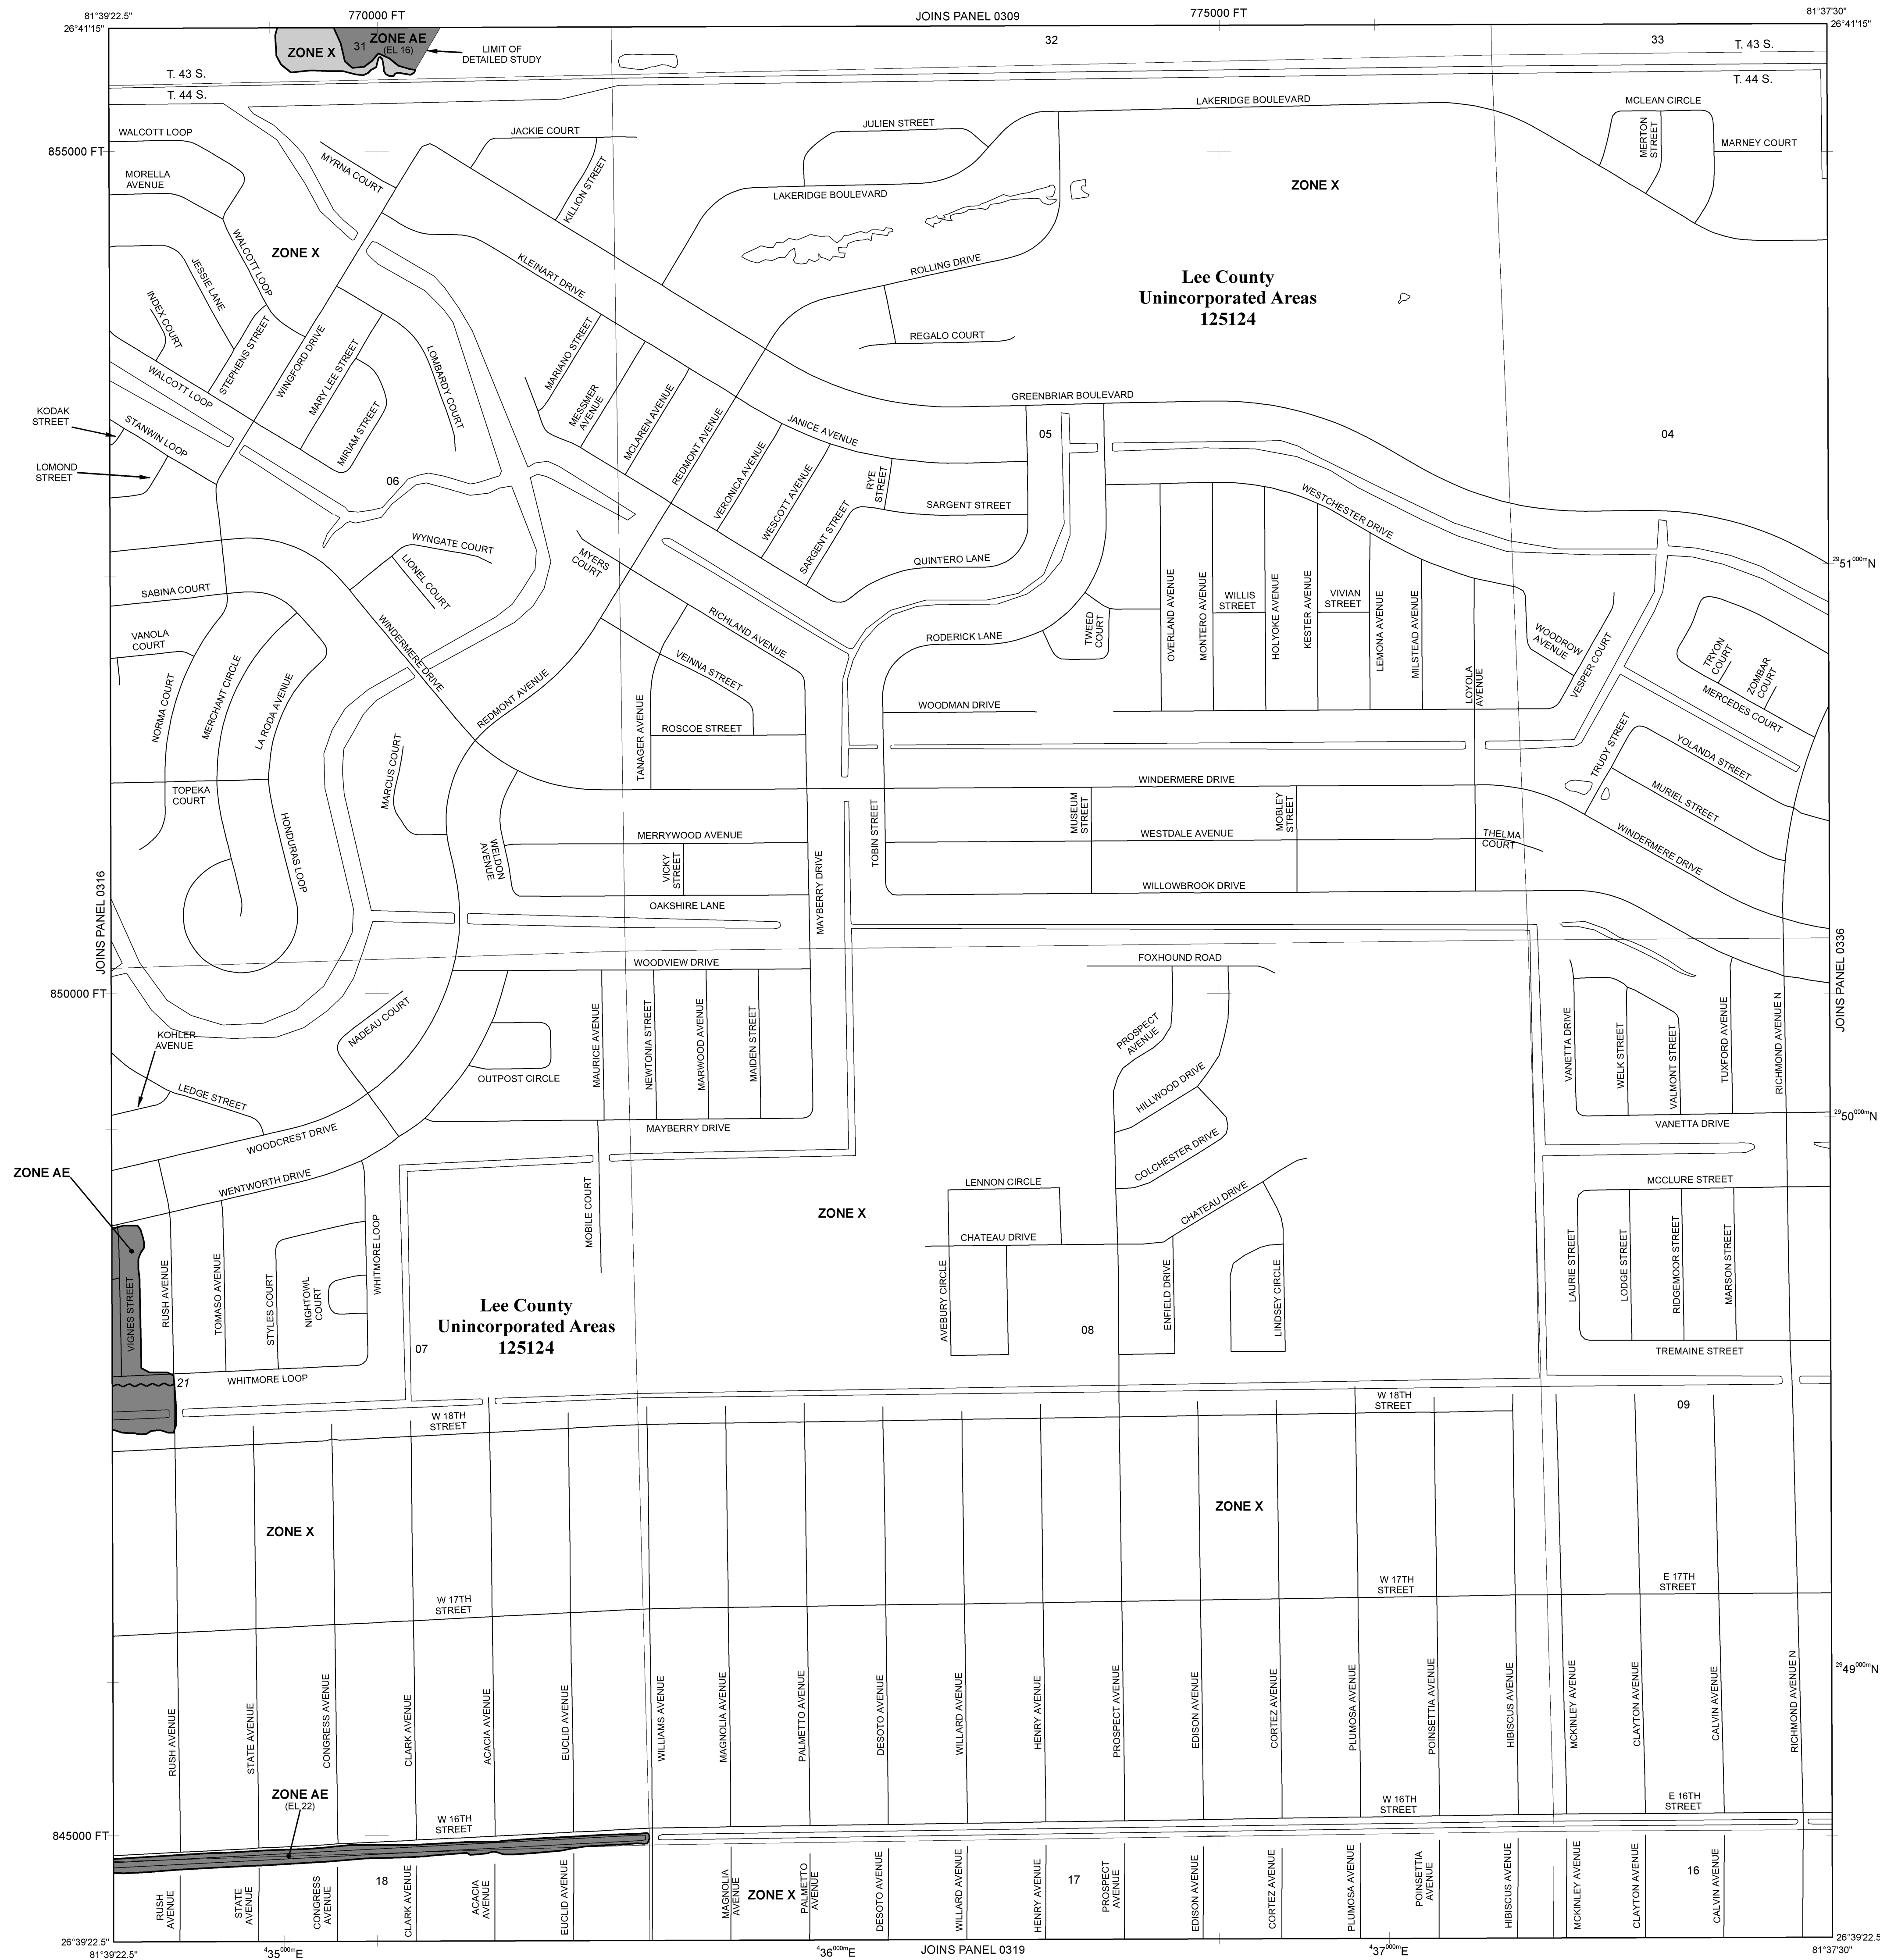 81°39'22.5"
770000 FT
JOINS PANEL 0309
775000 FT
81°37'30"
26°41'15"
26°41'15"
ZONE X
31
ZONE AE
(EL 16)
LIMIT OF
DETAILED STUDY
32
33
T. 43 S.
T. 43 S.
T. 44 S.
T. 44 S.
WALCOTT LOOP
JACKIE COURT
JULIEN STREET
LAKERIDGE BOULEVARD
MCLEAN CIRCLE
MERTON
STREET
MARNEY COURT
855000 FT
MYRNA COURT
MORELLA
AVENUE
KILLION STREET
LAKERIDGE BOULEVARD
ZONE X
WALCOTT LOOP
ZONE X
JESSIE LANE
KLEINART DRIVE
ROLLING DRIVE
Lee County
Unincorporated Areas
125124
INDEX COURT
STEPHENS STREET
WINGFORD DRIVE
MARY LEE STREET
LOMBARDY COURT
MARIANO STREET
REGALO COURT
WALCOTT LOOP
MIRIAM STREET
MESSMER
AVENUE
MCLAREN AVENUE
REDMONT AVENUE
JANICE AVENUE
GREENBRIAR BOULEVARD
KODAK
STREET
STANWIN LOOP
05
04
LOMOND
STREET
06
VERONICA AVENUE
WESCOTT AVENUE
RYE
STREET
SARGENT STREET
SARGENT STREET
WESTCHESTER DRIVE
WYNGATE COURT
LIONEL COURT
MYERS
COURT
QUINTERO LANE
2951000mN
SABINA COURT
WINDERMERE DRIVE
RICHLAND AVENUE
RODERICK LANE
TWEED
COURT
OVERLAND AVENUE
MONTERO AVENUE
WILLIS
STREET
HOLYOKE AVENUE
KESTER AVENUE
VIVIAN
STREET
LEMONA AVENUE
MILSTEAD AVENUE
LOYOLA
AVENUE
WOODROW
AVENUE
VESPER COURT
TRYON
COURT
ZOMBAR
COURT
MERCEDES COURT
VANOLA
COURT
NORMA COURT
MERCHANT CIRCLE
LA RODA AVENUE
VEINNA STREET
REDMONT AVENUE
TANAGER AVENUE
ROSCOE STREET
WOODMAN DRIVE
TRUDY STREET
YOLANDA STREET
MURIEL STREET
TOPEKA
COURT
MARCUS COURT
HONDURAS LOOP
WINDERMERE DRIVE
MUSEUM
STREET
MOBLEY
STREET
TOBIN STREET
MERRYWOOD AVENUE
WESTDALE AVENUE
THELMA
COURT
WINDERMERE DRIVE
WELDON
AVENUE
VICKY
STREET
MAYBERRY DRIVE
WILLOWBROOK DRIVE
OAKSHIRE LANE
JOINS PANEL 0316
JOINS PANEL 0336
WOODVIEW DRIVE
FOXHOUND ROAD
850000 FT
NADEAU COURT
KOHLER
AVENUE
LEDGE STREET
OUTPOST CIRCLE
MAURICE AVENUE
NEWTONIA STREET
MARWOOD AVENUE
MAIDEN STREET
PROSPECT
AVENUE
HILLWOOD DRIVE
VANETTA DRIVE
WELK STREET
VALMONT STREET
TUXFORD AVENUE
RICHMOND AVENUE N
2950000mN
WOODCREST DRIVE
MAYBERRY DRIVE
VANETTA DRIVE
COLCHESTER DRIVE
ZONE AE
WENTWORTH DRIVE
LENNON CIRCLE
MCCLURE STREET
WHITMORE LOOP
MOBILE COURT
ZONE X
CHATEAU DRIVE
CHATEAU DRIVE
VIGNES STREET
RUSH AVENUE
TOMASO AVENUE
STYLES COURT
NIGHTOWL
COURT
AVEBURY CIRCLE
ENFIELD DRIVE
LINDSEY CIRCLE
LAURIE STREET
LODGE STREET
RIDGEMOOR STREET
MARSON STREET
Lee County
Unincorporated Areas
125124
07
08
TREMAINE STREET
21
WHITMORE LOOP
W 18TH
STREET
W 18TH
STREET
09
ZONE X
ZONE X
W 17TH
STREET
W 17TH
STREET
E 17TH
STREET
2949000mN
RUSH AVENUE
STATE AVENUE
CONGRESS AVENUE
CLARK AVENUE
ACACIA AVENUE
EUCLID AVENUE
WILLIAMS AVENUE
MAGNOLIA AVENUE
PALMETTO AVENUE
DESOTO AVENUE
WILLARD AVENUE
HENRY AVENUE
PROSPECT AVENUE
EDISON AVENUE
CORTEZ AVENUE
PLUMOSA AVENUE
POINSETTIA AVENUE
HIBISCUS AVENUE
MCKINLEY AVENUE
CLAYTON AVENUE
CALVIN AVENUE
RICHMOND AVENUE N
ZONE AE
(EL 22)
W 16TH
STREET
W 16TH
STREET
E 16TH
STREET
845000 FT
18
17
16
RUSH
AVENUE
STATE
AVENUE
CONGRESS
AVENUE
CLARK AVENUE
ACACIA
AVENUE
EUCLID AVENUE
MAGNOLIA
AVENUE
ZONE X
PALMETTO
AVENUE
DESOTO AVENUE
WILLARD AVENUE
HENRY AVENUE
PROSPECT
AVENUE
EDISON AVENUE
CORTEZ AVENUE
PLUMOSA AVENUE
POINSETTIA
AVENUE
HIBISCUS AVENUE
MCKINLEY AVENUE
CLAYTON AVENUE
CALVIN AVENUE
26°39'22.5"
26°39'22.5"
81°39'22.5"
435000mE
436000mE
JOINS PANEL 0319
437000mE
81°37'30"